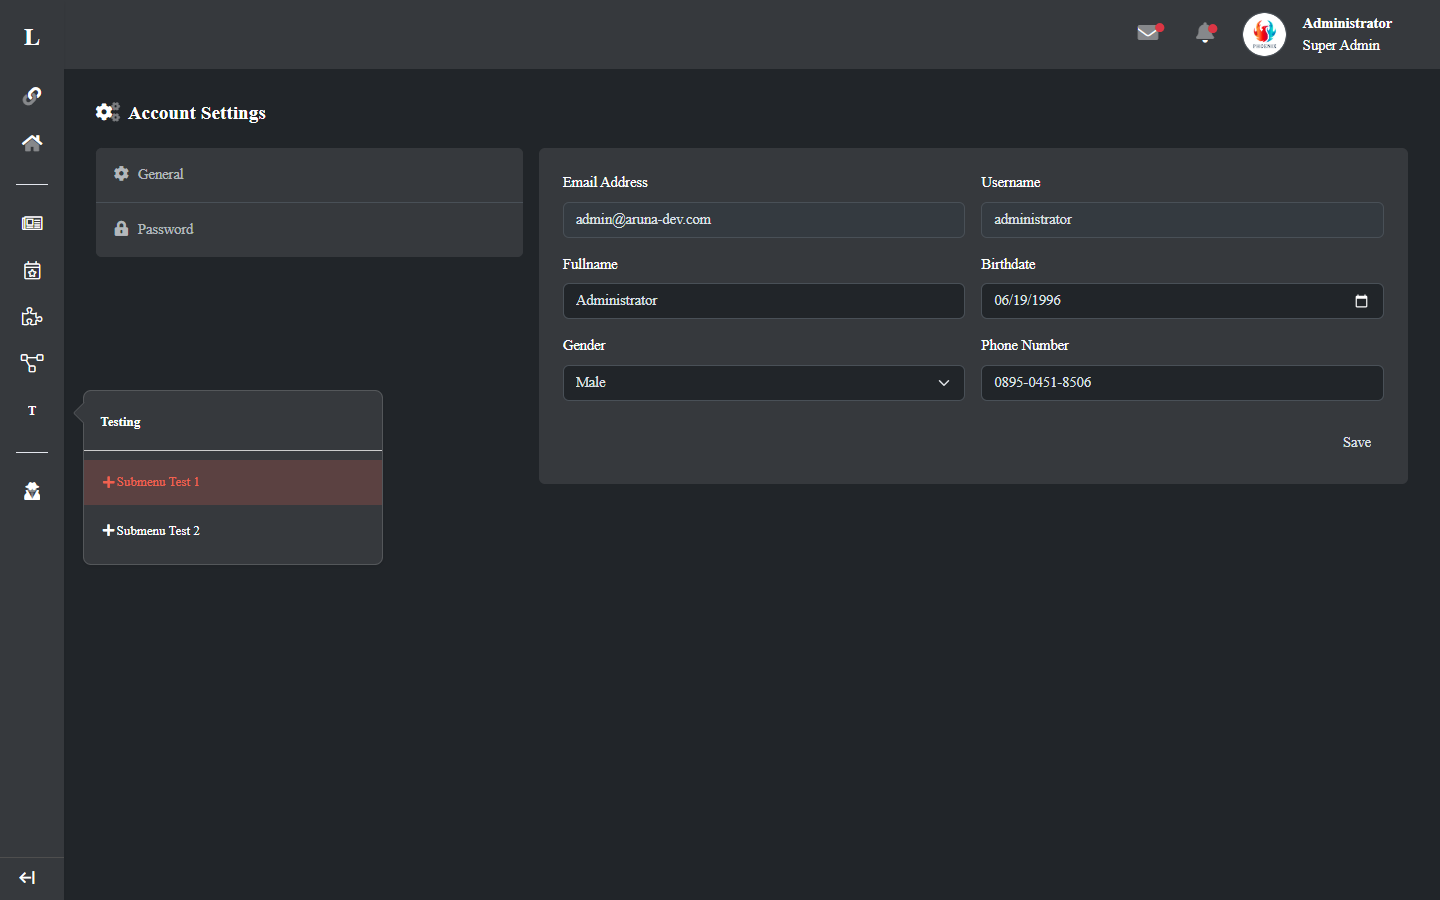 L
Administrator
Super Admin
PHOENIX
Account Settings
General
Password
Email Address
Username
admin@aruna-dev.com
administrator
Fullname
Birthdate
Administrator
06/19/1996
Gender
Phone Number
Male
0895-0451-8506
Save
T
Testing
Submenu Test 1
Submenu Test 2